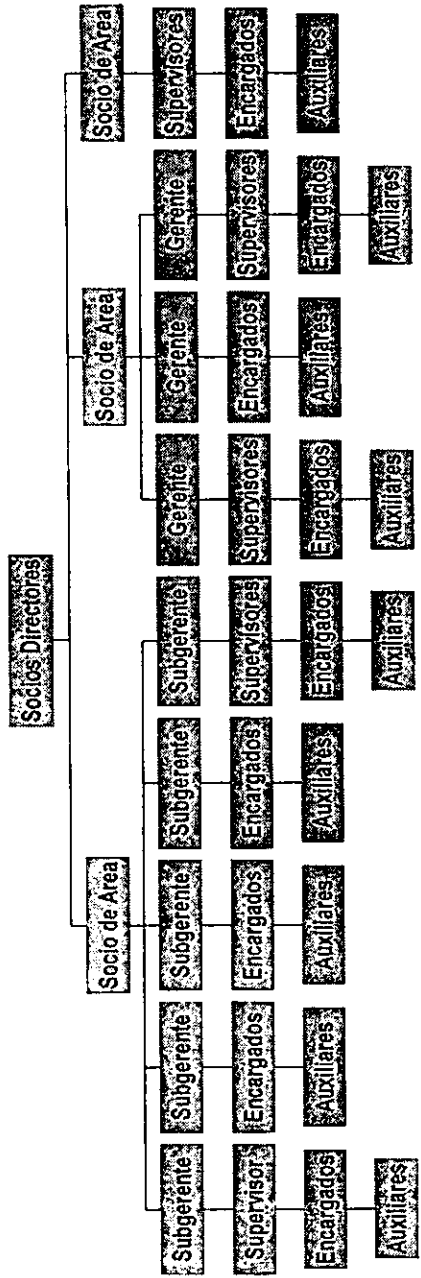 Socios Directores
Socio de Area
Socio de Area
Socio de Area
Subgerente
Subgerente
Subgerente
Subgerente
Subgerente
Gerente
Gerente
Gerente
Supervisores
Supervisor
Encargados
Encargados
Encargados
Supervisores
Supervisores
Encargados
Supervisores
Encargados
Encargados
Auxiliares
Auxiliares
Auxiliares
Encargados
Encargados
Auxiliares
Encargados
Auxiliares
Auxiliares
Auxiliares
Auxiliares
Auxiliares